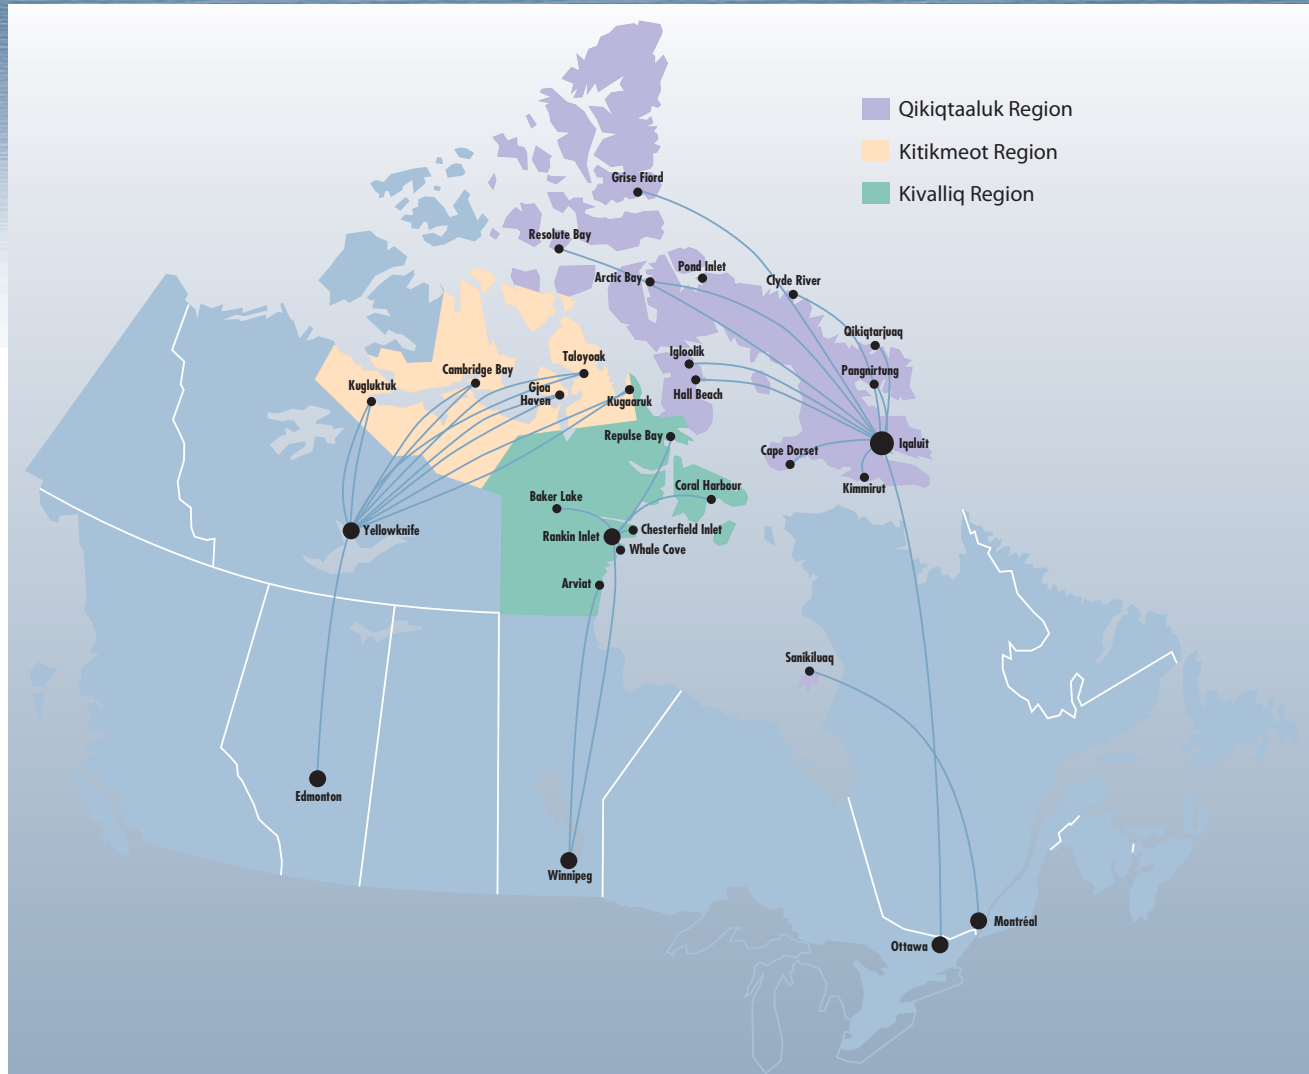 Qikiqtaaluk Region
Kitikmeot Region
Kivalliq Region
Grise Fiord
Resolute Bay
Arctic Bay
Pond Inlet
Clyde River
Qikiqtarjuaq
Igloolik
Pangnirtung
Hall Beach
Taloyoak
Cambridge Bay
Gjoa
Haven
Kugluktuk
Kugaaruk
Repulse Bay
Iqaluit
Cape Dorset
Kimmirut
Coral Harbour
Baker Lake
Chesterfield Inlet
Rankin Inlet
Whale Cove
Yellowknife
Arviat
Sanikiluaq
Edmonton
Winnipeg
Montréal
Ottawa